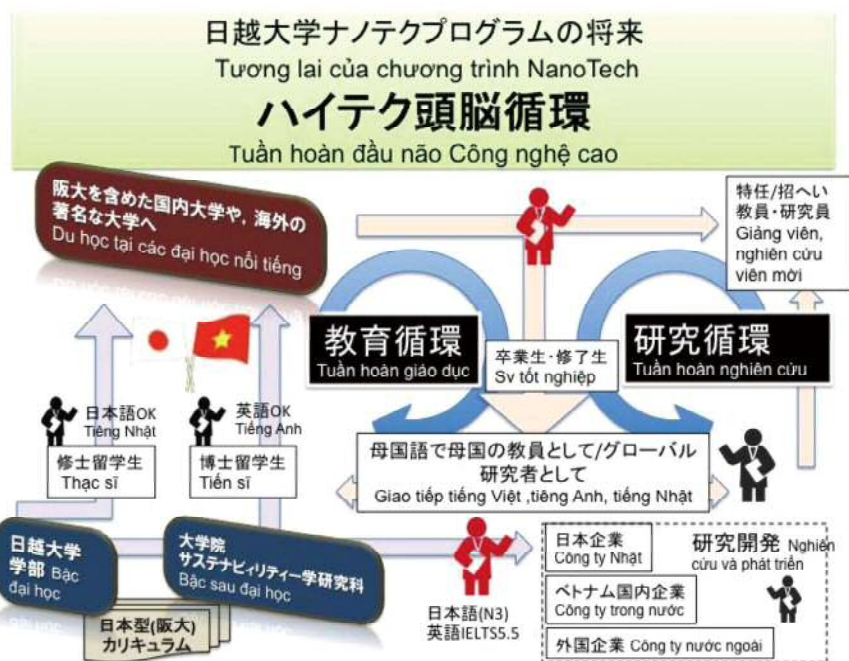 日越大学ナノテクプログラムの将来
Tương lai của chương trình NanoTech
ハイテク頭脳循環
Tuần hoàn đầu não Công nghệ cao
阪大を含めた国内大学や, 海外の
著名な大学へ
Du học tại các đại học nổi tiếng
特任/招へい
教員・研究員
Giảng viên,
nghiên cứu
viên mới
教育循環
Tuần hoàn giáo dục
卒業生・修了生
Sv tốt nghiệp
研究循環
Tuần hoàn nghiên cứu
日本語OK
Tiêng Nhật
英語OK
Tiếng Anh
修士留学生
Thạc sĩ
博士留学生
Tiến sĩ
母国語で母国の教員として/グローバル
研究者として
Giao tiếp tiếng Việt ,tiêng Anh, tiếng Nhật
日越大学
学部 Bậc
đại học
大学院
サステナビィリティー学研究科
Bậc sau đại học
日本型(阪大)
カリキュラム
日本語(N3)
英語IELTS5.5
日本企業
Công ty Nhật
研究開発 Nghiên
cứu và phát triển
ベトナム国内企業
Công ty trong nước
外国企業 Công ty nước ngoài